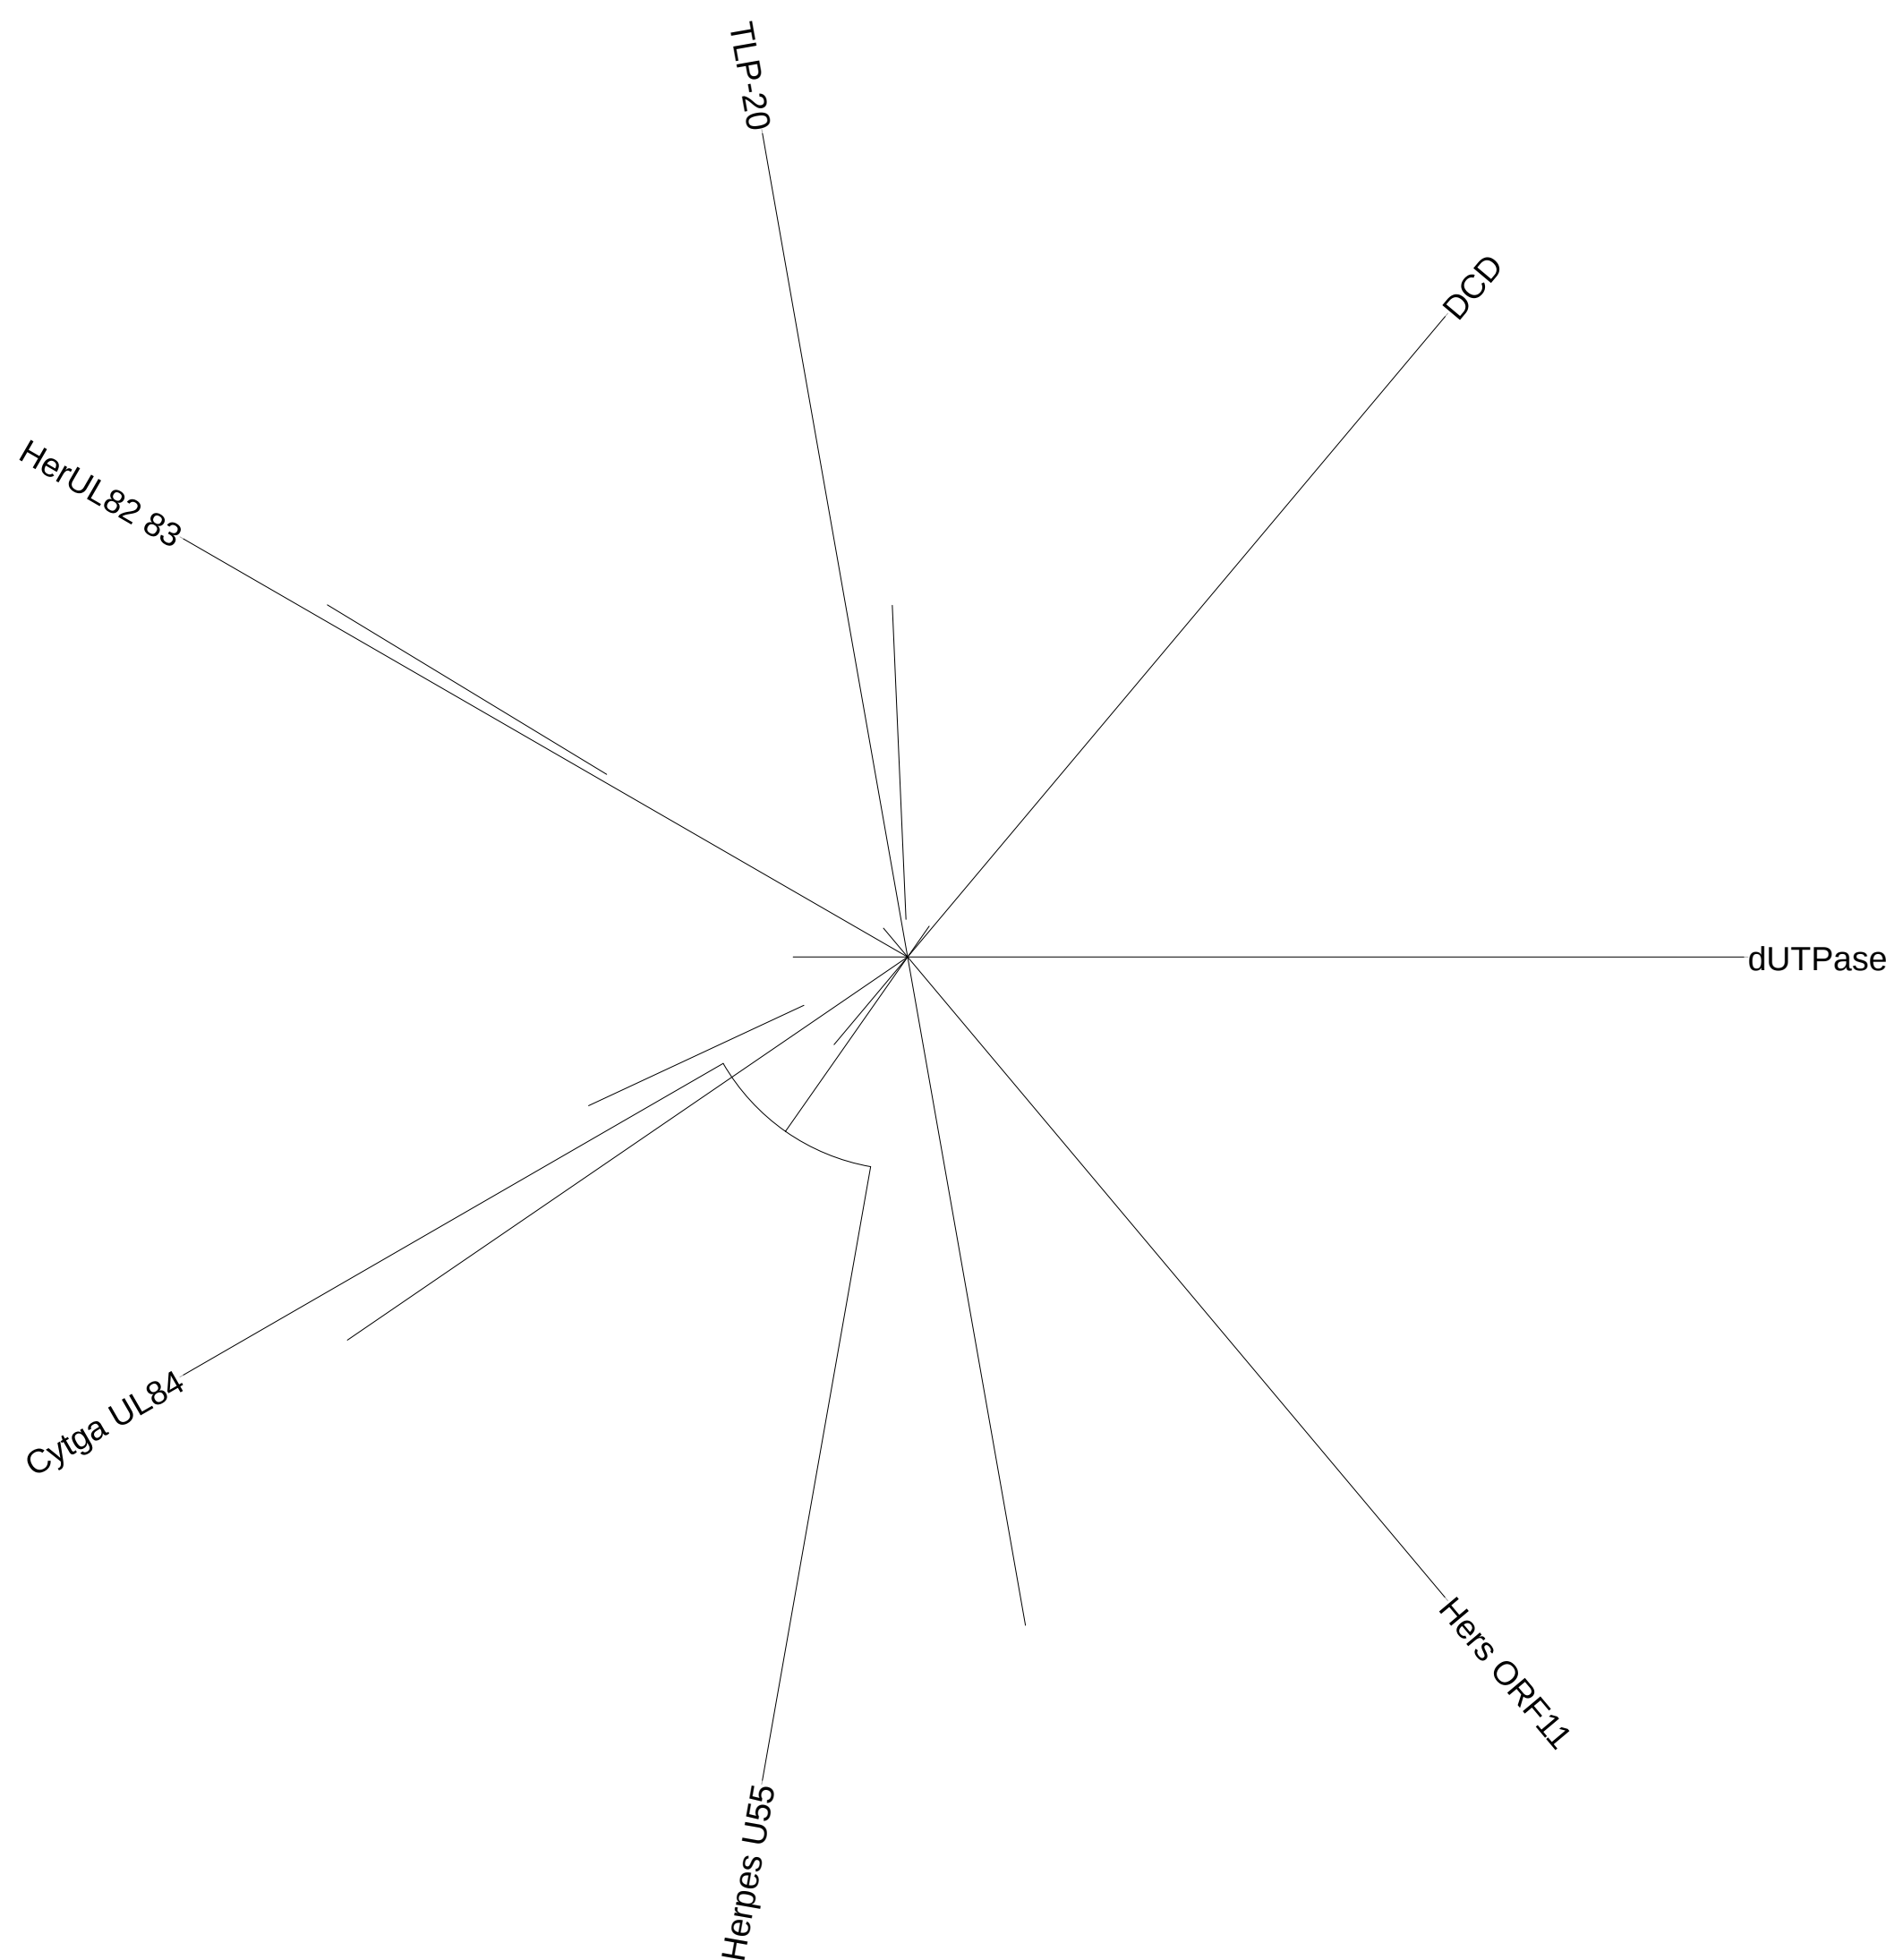 TLP-20
DCD
HerUL82 83
dUTPase
Cytga UL84
Hers ORF11
Herpes U55